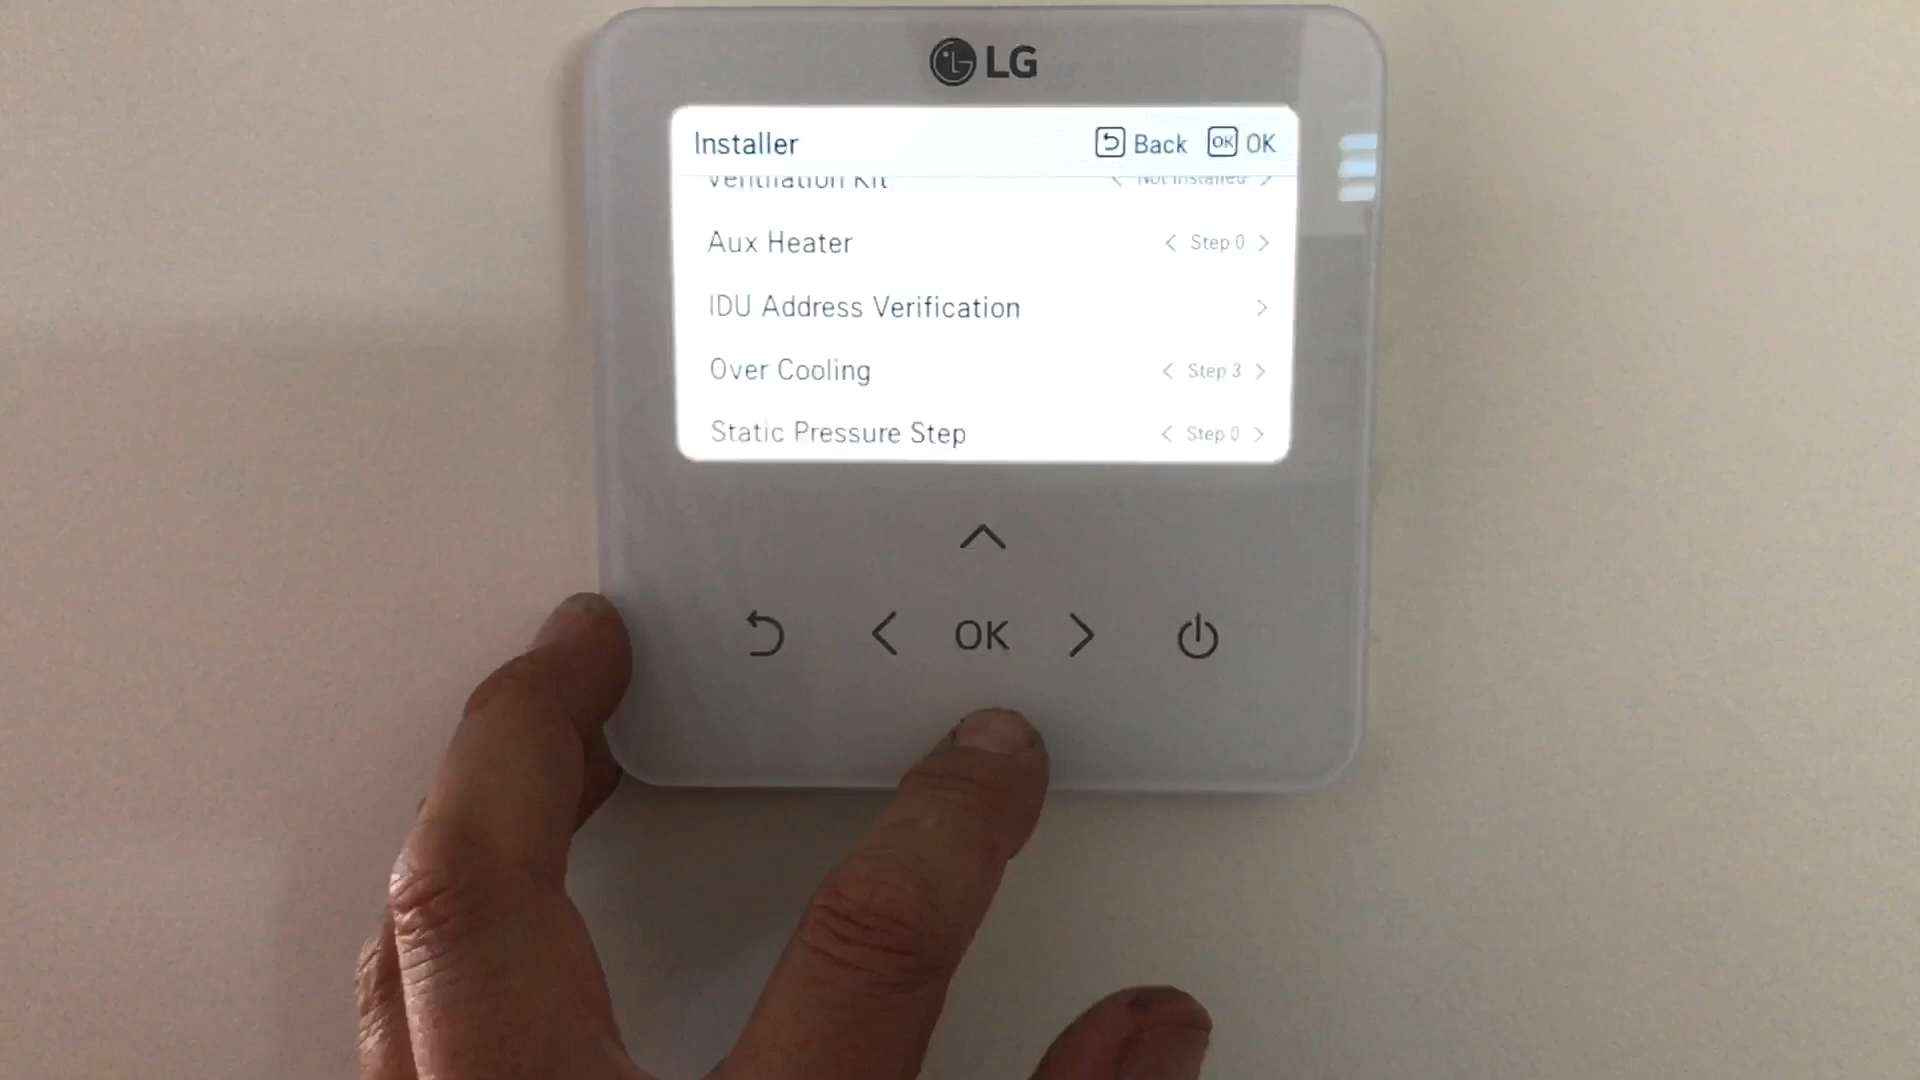 LG
Installer Back OK OK
Ventilation Kit < Not Installed >
Aux Heater < Step 0 >
IDU Address Verification >
Over Cooling < Step 3 >
Static Pressure Step < Step 0 >
OK